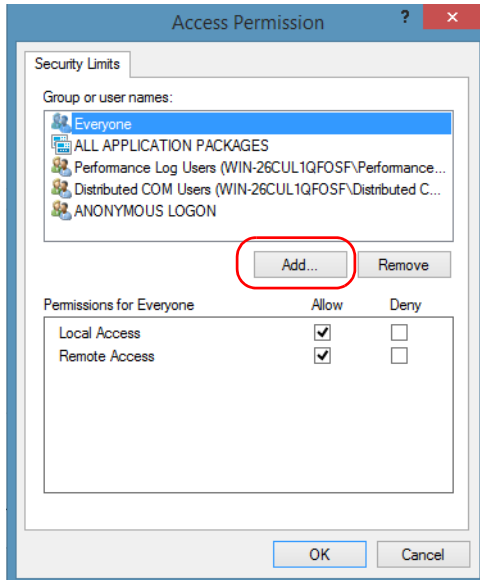 Access Permission
?
Security Limits
Group or user names:
Everyone
ALL APPLICATION PACKAGES
Performance Log Users (WIN-26CUL1QFOSF\Performance...
Distributed COM Users (WIN-26CUL1QFOSF\Distributed C...
ANONYMOUS LOGON
Add... Remove
Permissions for Everyone Allow Deny
Local Access
Remote Access
OK Cancel